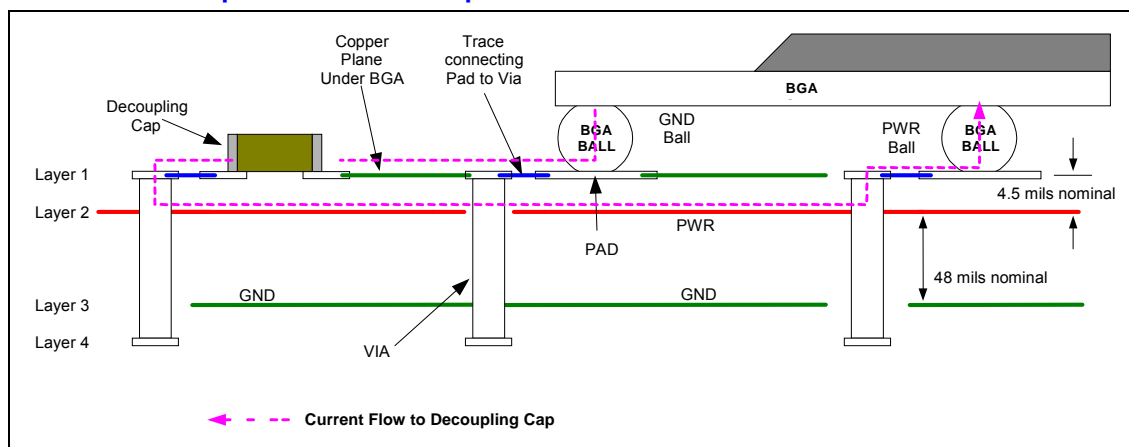 Copper
Plane
Under BGA
Trace
connecting
Pad to Via
Decoupling
Cap
BGA
BGA
BALL
GND
Ball
PWR
Ball
BGA
BALL
Layer 1
4.5 mils nominal
Layer 2
PWR
PAD
48 mils nominal
GND
GND
Layer 3
Layer 4
VIA
Current Flow to Decoupling Cap